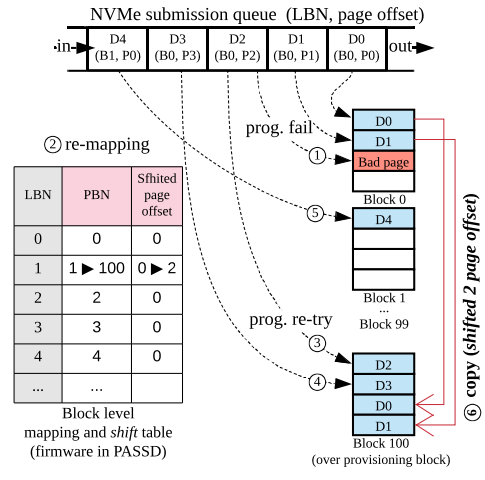 NVMe submission queue (LBN, page offset)
in
D4
(B1, P0)
D3
(B0, P3)
D2
(B0, P2)
D1
(B0, P1)
D0
(B0, P0)
out
② re-mapping
prog. fail
①
D0
D1
Bad page
Block 0
LBN
PBN
Sfhited
page
offset
0
0
0
1
1 ▶ 100
0 ▶ 2
2
2
0
3
3
0
4
4
0
...
...
Block level
mapping and shift table
(firmware in PASSD)
⑤
D4
Block 1
...
Block 99
prog. re-try
③
④
D2
D3
D0
D1
Block 100
(over provisioning block)
⑥ copy (shifted 2 page offset)